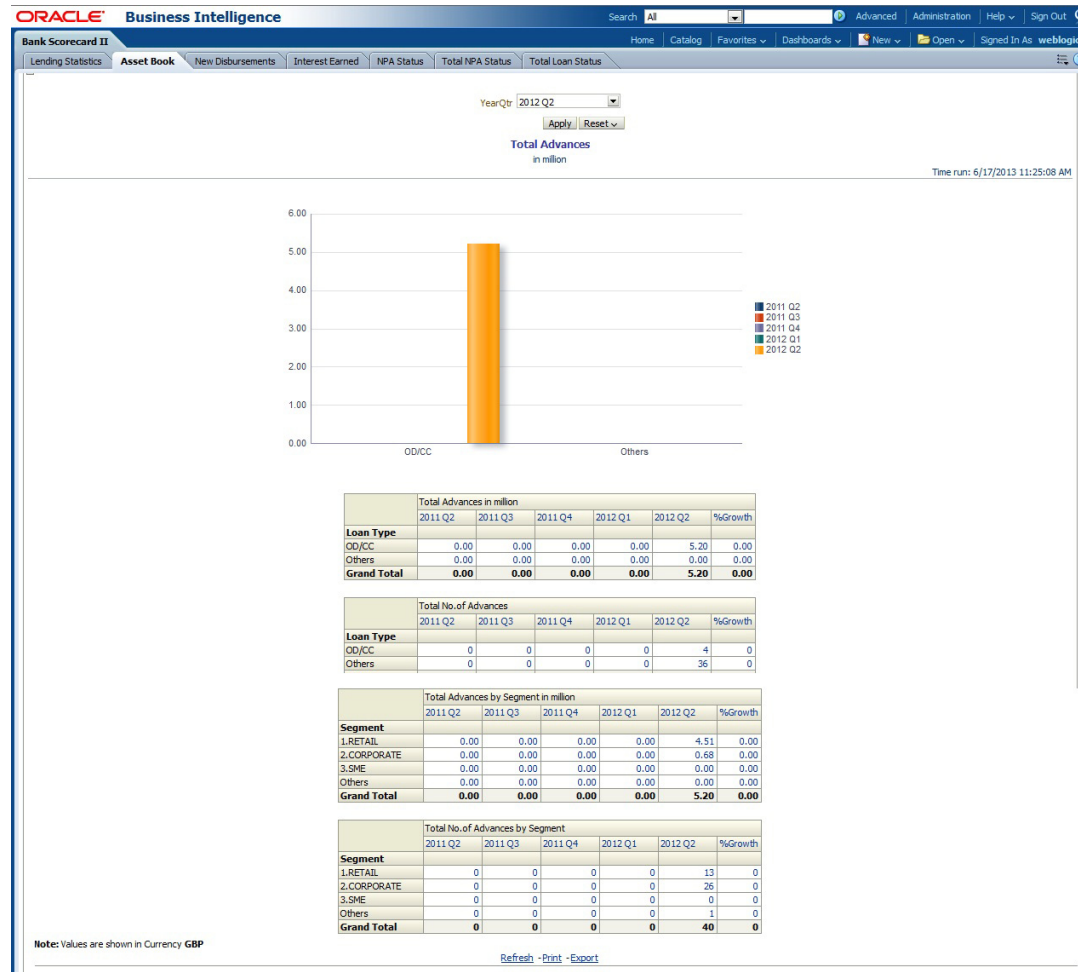 ORACLE Business Intelligence Search All Advanced Administration Help Sign Out
Bank Scorecard II Home Catalog Favorites Dashboards New Open Signed In As weblogic
Lending Statistics Asset Book New Disbursements Interest Earned NPA Status Total NPA Status Total Loan Status
YearQtr 2012 Q2
Apply Reset
Total Advances
in million
Time run: 6/17/2013 11:25:08 AM
6.00
5.00
4.00
3.00
2.00
1.00
0.00
2011 Q2
2011 Q3
2011 Q4
2012 Q1
2012 Q2
OD/CC Others
Total Advances in million
2011 Q2 2011 Q3 2011 Q4 2012 Q1 2012 Q2 %Growth
Loan Type
OD/CC 0.00 0.00 0.00 0.00 5.20 0.00
Others 0.00 0.00 0.00 0.00 0.00 0.00
Grand Total 0.00 0.00 0.00 0.00 5.20 0.00
Total No.of Advances
2011 Q2 2011 Q3 2011 Q4 2012 Q1 2012 Q2 %Growth
Loan Type
OD/CC 0 0 0 0 4 0
Others 0 0 0 0 36 0
Total Advances by Segment in million
2011 Q2 2011 Q3 2011 Q4 2012 Q1 2012 Q2 %Growth
Segment
1.RETAIL 0.00 0.00 0.00 0.00 4.51 0.00
2.CORPORATE 0.00 0.00 0.00 0.00 0.68 0.00
3.SME 0.00 0.00 0.00 0.00 0.00 0.00
Others 0.00 0.00 0.00 0.00 0.00 0.00
Grand Total 0.00 0.00 0.00 0.00 5.20 0.00
Total No.of Advances by Segment
2011 Q2 2011 Q3 2011 Q4 2012 Q1 2012 Q2 %Growth
Segment
1.RETAIL 0 0 0 0 13 0
2.CORPORATE 0 0 0 0 26 0
3.SME 0 0 0 0 0 0
Others 0 0 0 0 1 0
Grand Total 0 0 0 0 40 0
Note: Values are shown in Currency GBP
Refresh - Print - Export